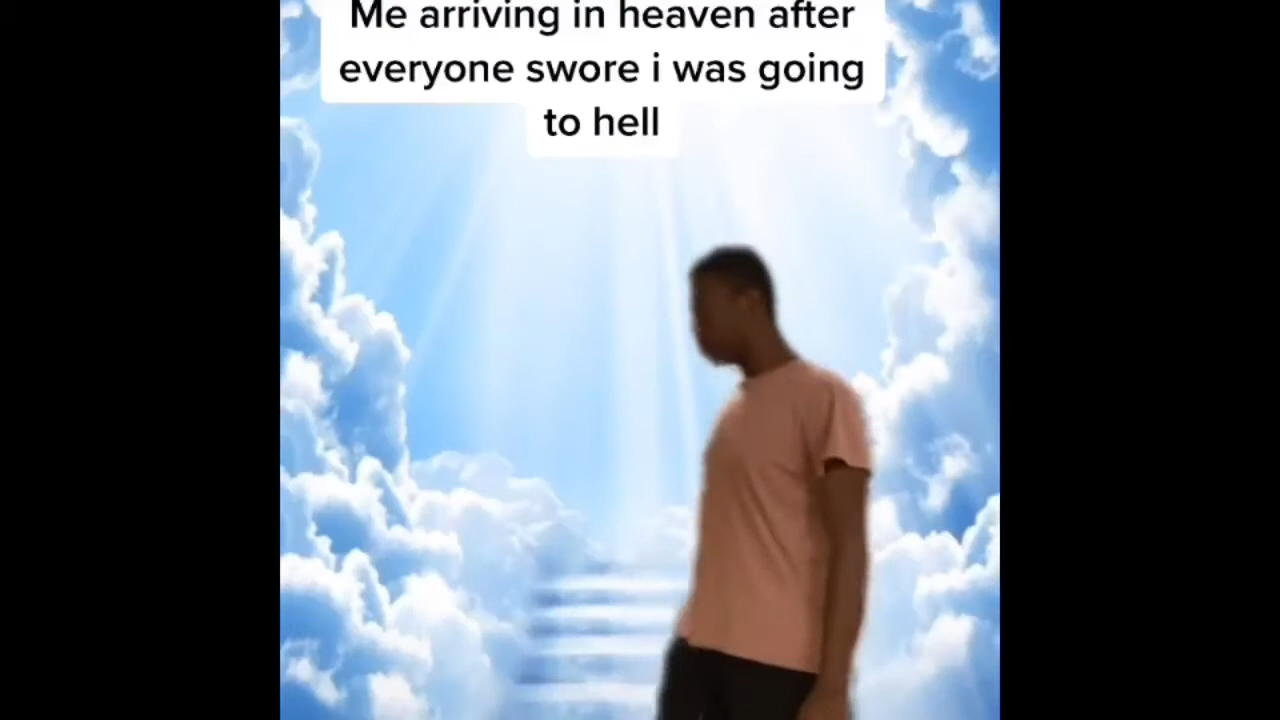 Me arriving in heaven after
everyone swore i was going
to hell